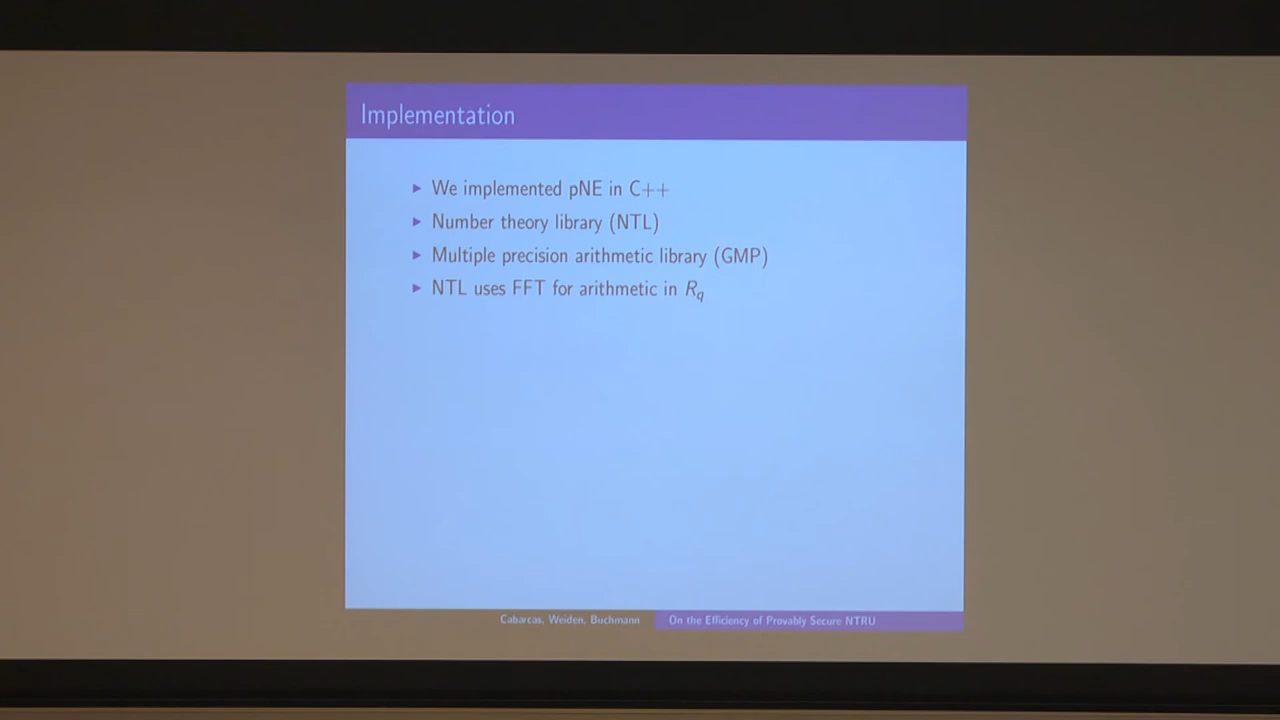 Implementation
▶ We implemented pNE in C++
▶ Number theory library (NTL)
▶ Multiple precision arithmetic library (GMP)
▶ NTL uses FFT for arithmetic in R_q
Cabarcas, Weiden, Buchmann
On the Efficiency of Provably Secure NTRU